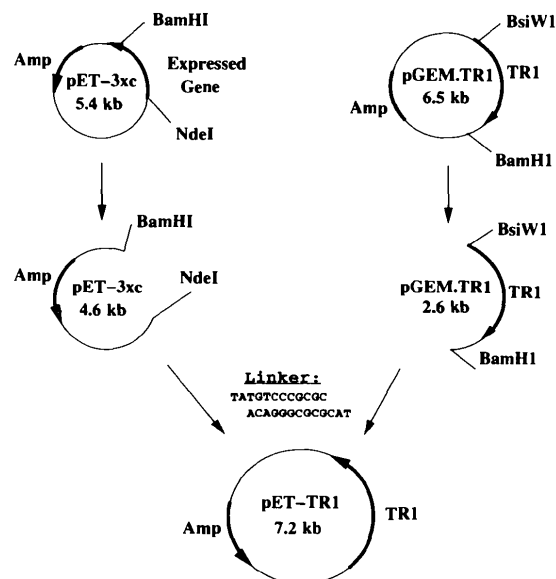 BamHI
Amp
pET-3xc
5.4 kb
Expressed
Gene
NdeI
BsiW1
pGEM.TR1
6.5 kb
TR1
Amp
BamH1
BamHI
Amp
pET-3xc
4.6 kb
NdeI
BsiW1
pGEM.TR1
2.6 kb
TR1
BamH1
Linker:
TATGTCCCGCGC
ACAGGGCGCGCAT
pET-TR1
7.2 kb
Amp
TR1